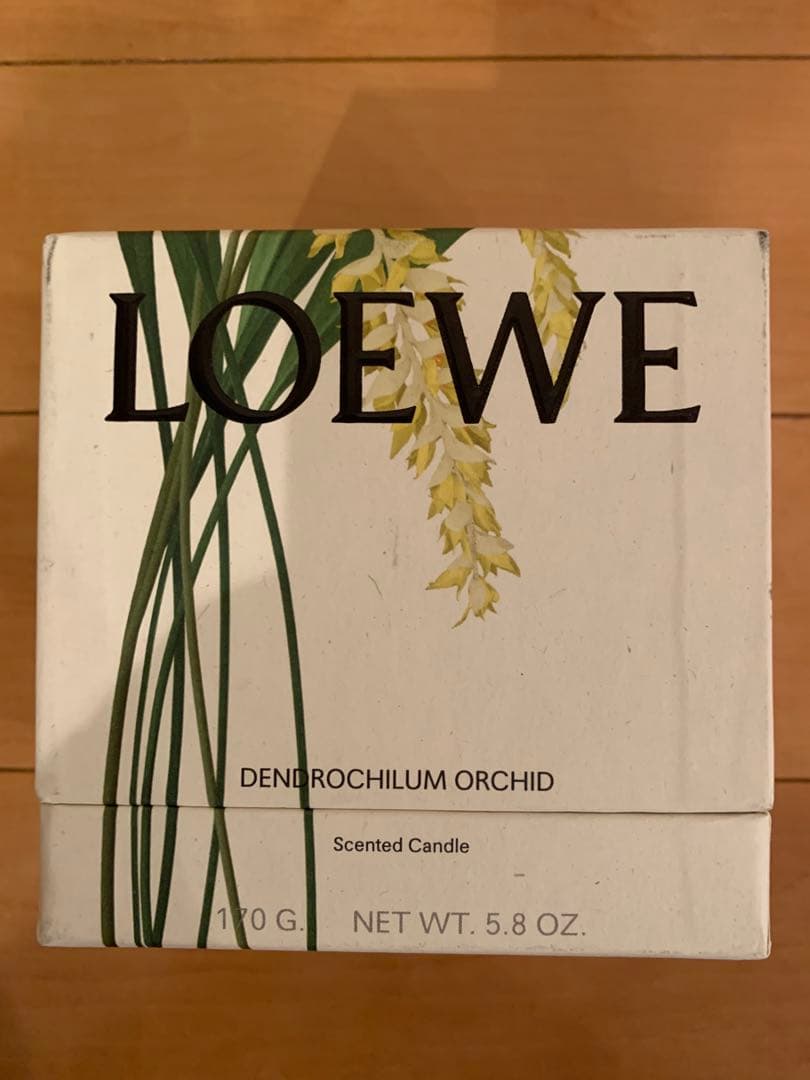 LOEWE
DENDROCHILUM ORCHID
Scented Candle
170 G. NET WT. 5.8 OZ.